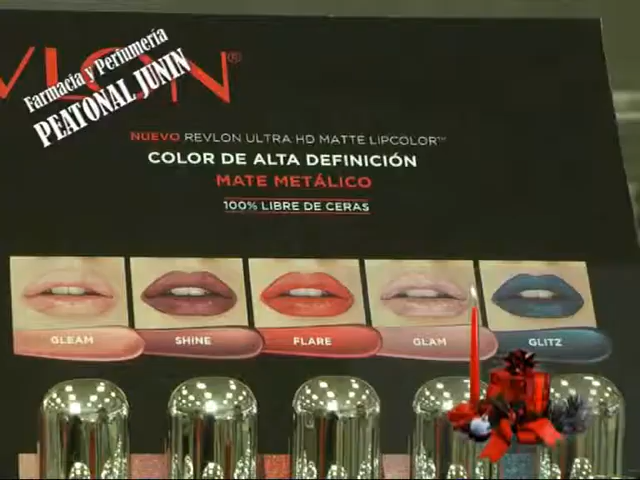 VLON®
Farmacia y Perfumería
PEATONAL JUNIN
NUEVO REVLON ULTRA HD MATTE LIPCOLOR™
COLOR DE ALTA DEFINICIÓN
MATE METÁLICO
100% LIBRE DE CERAS
GLEAM
SHINE
FLARE
GLAM
GLITZ